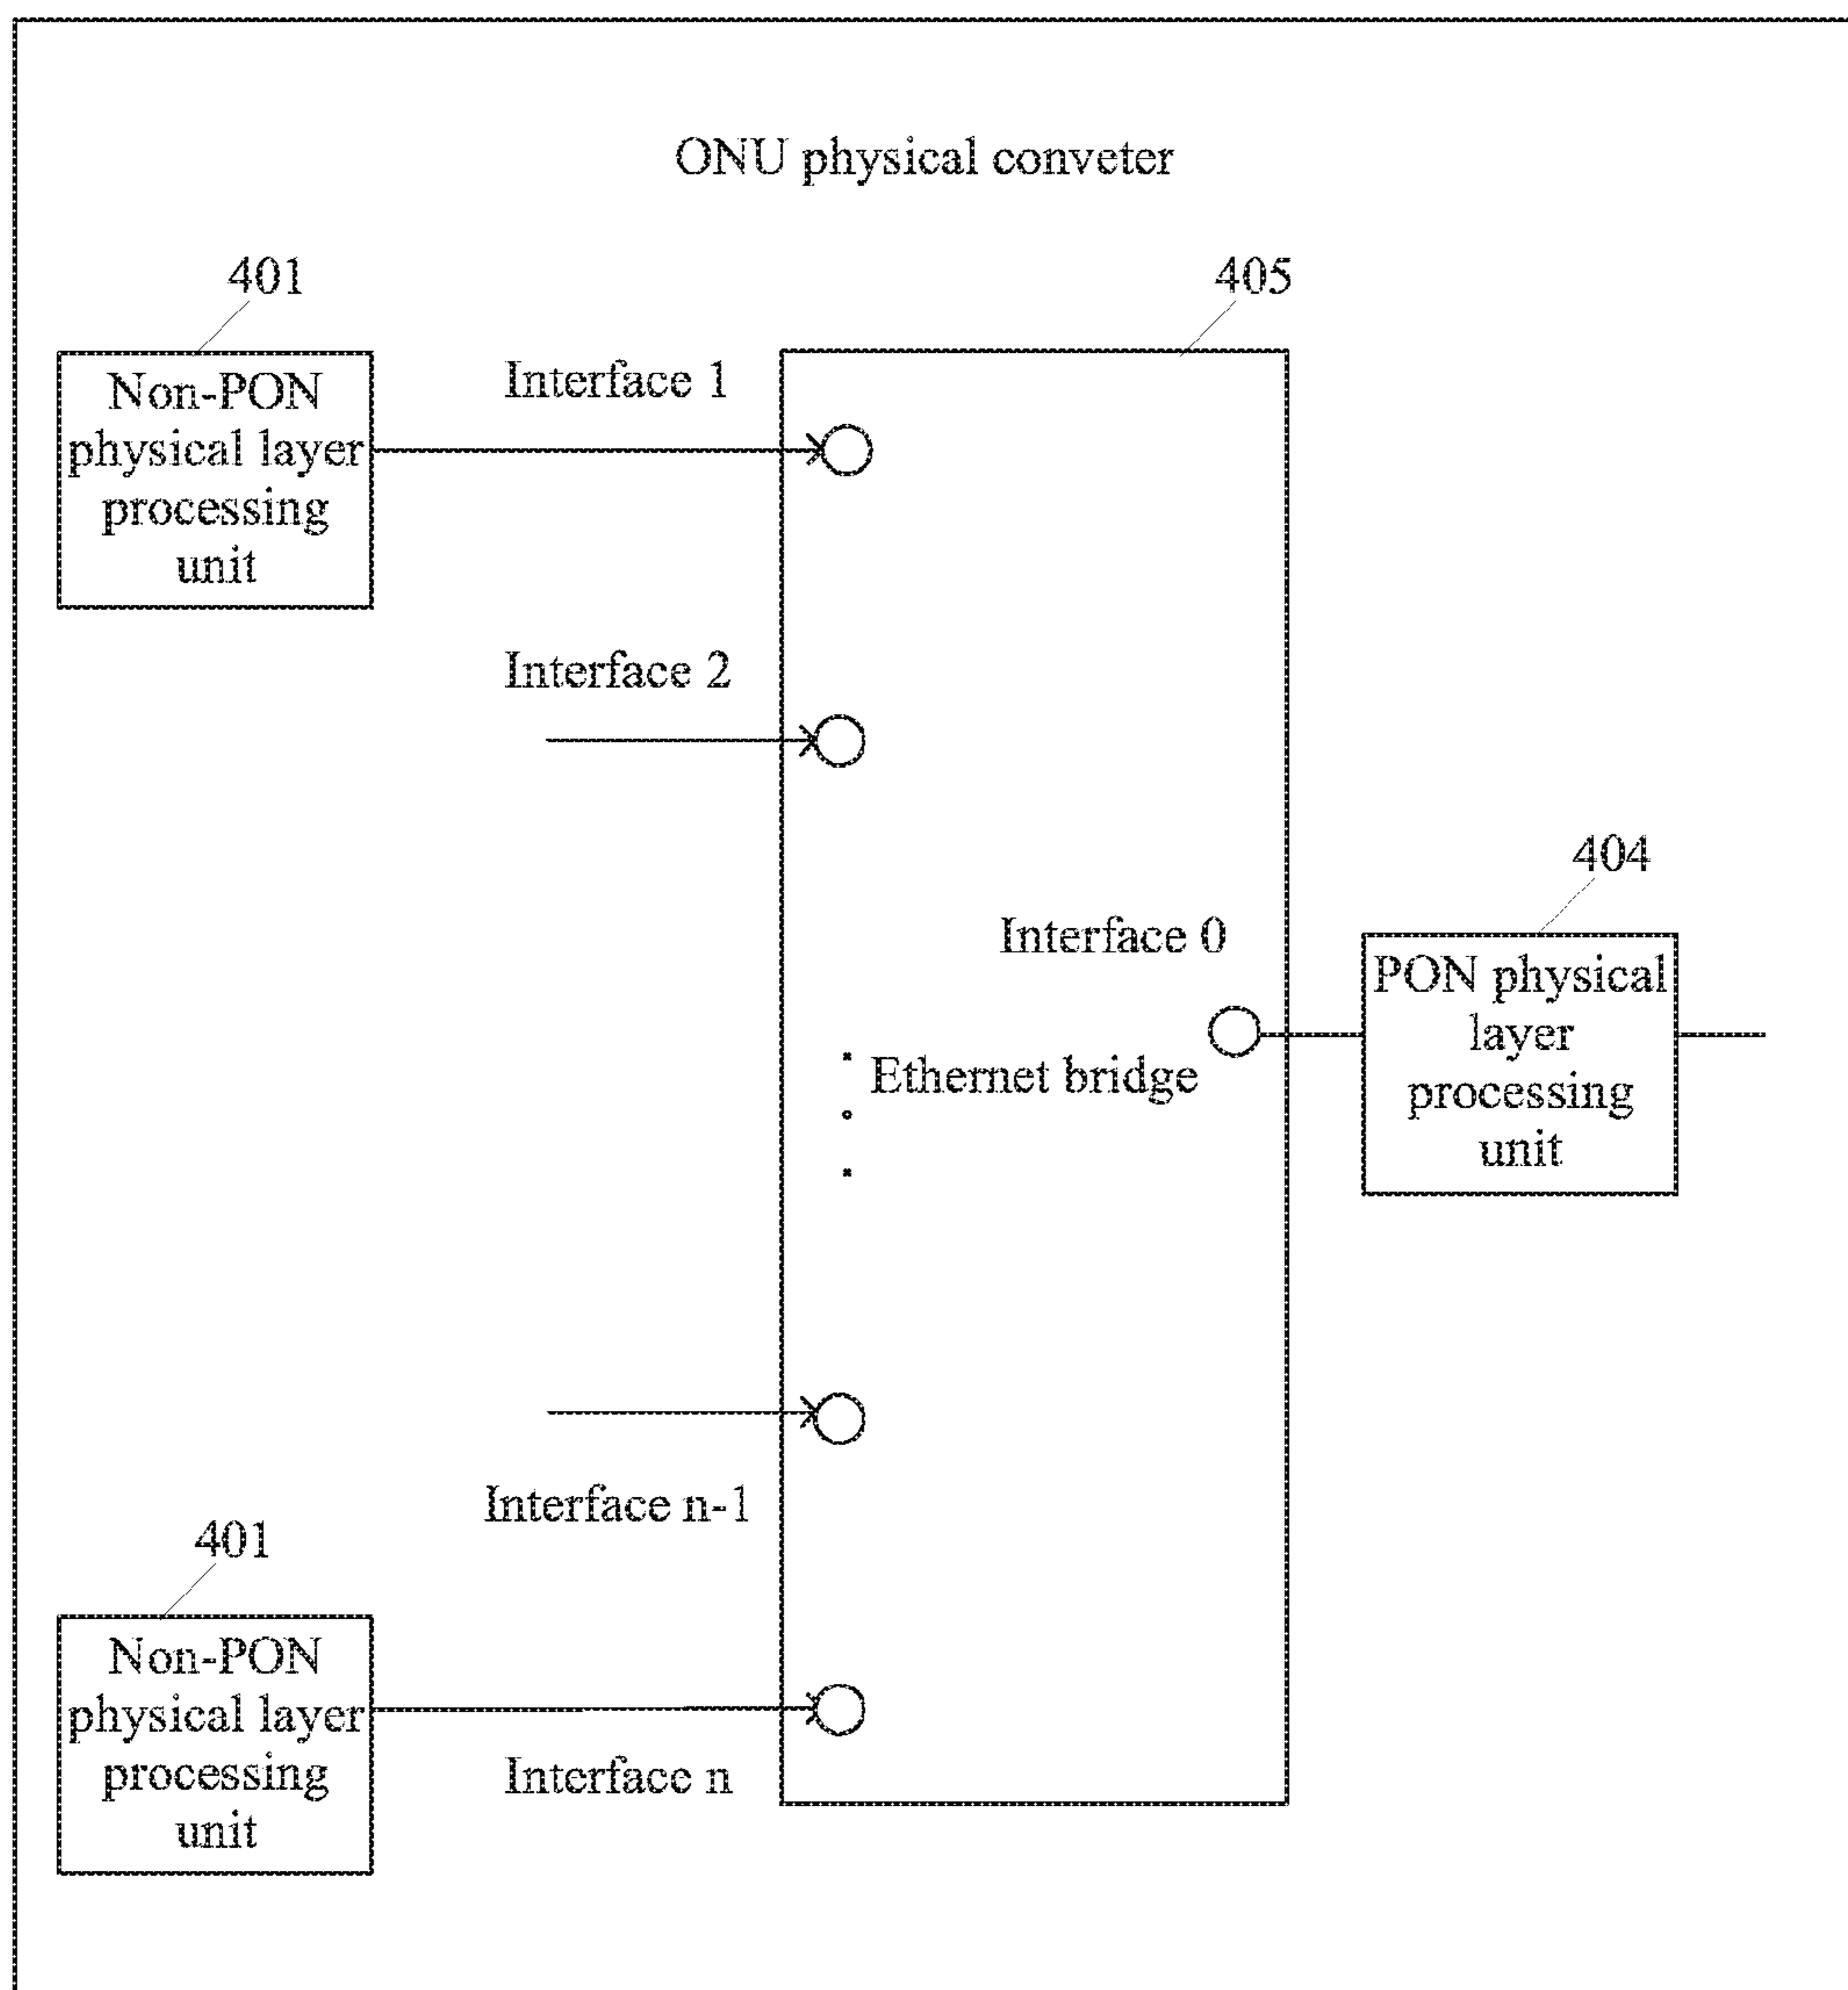 ONU physical conveter
401
405
Non-PON
physical layer
processing
unit
Interface 1
Interface 2
404
Interface 0
PON physical
layer
processing
unit
Ethernet bridge
Interface n-1
401
Non-PON
physical layer
processing
unit
Interface n